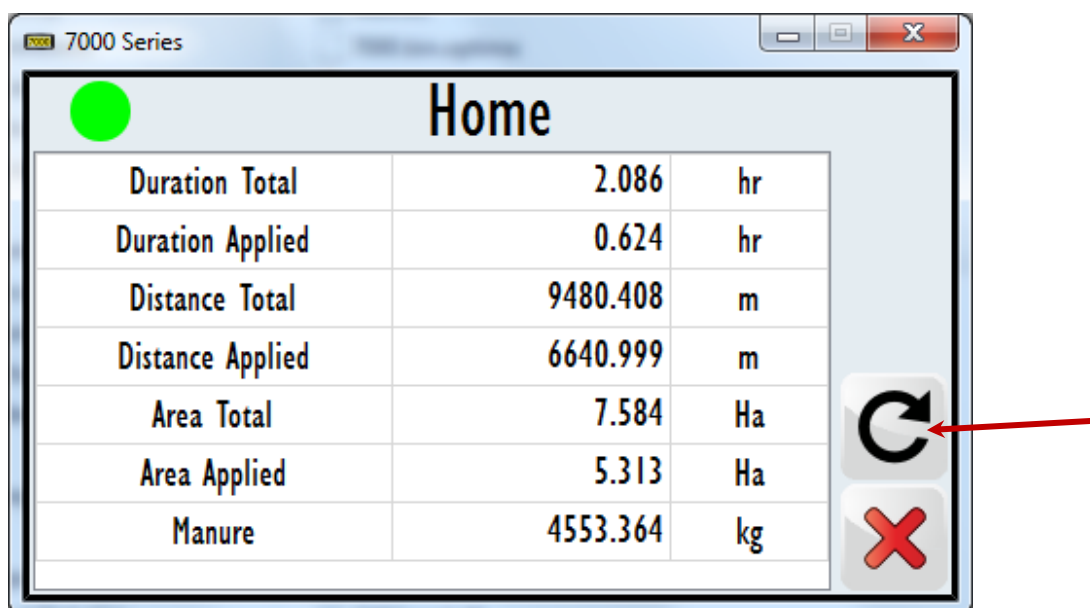 7000 Series
Home
Duration Total 2.086 hr
Duration Applied 0.624 hr
Distance Total 9480.408 m
Distance Applied 6640.999 m
Area Total 7.584 Ha
Area Applied 5.313 Ha
Manure 4553.364 kg